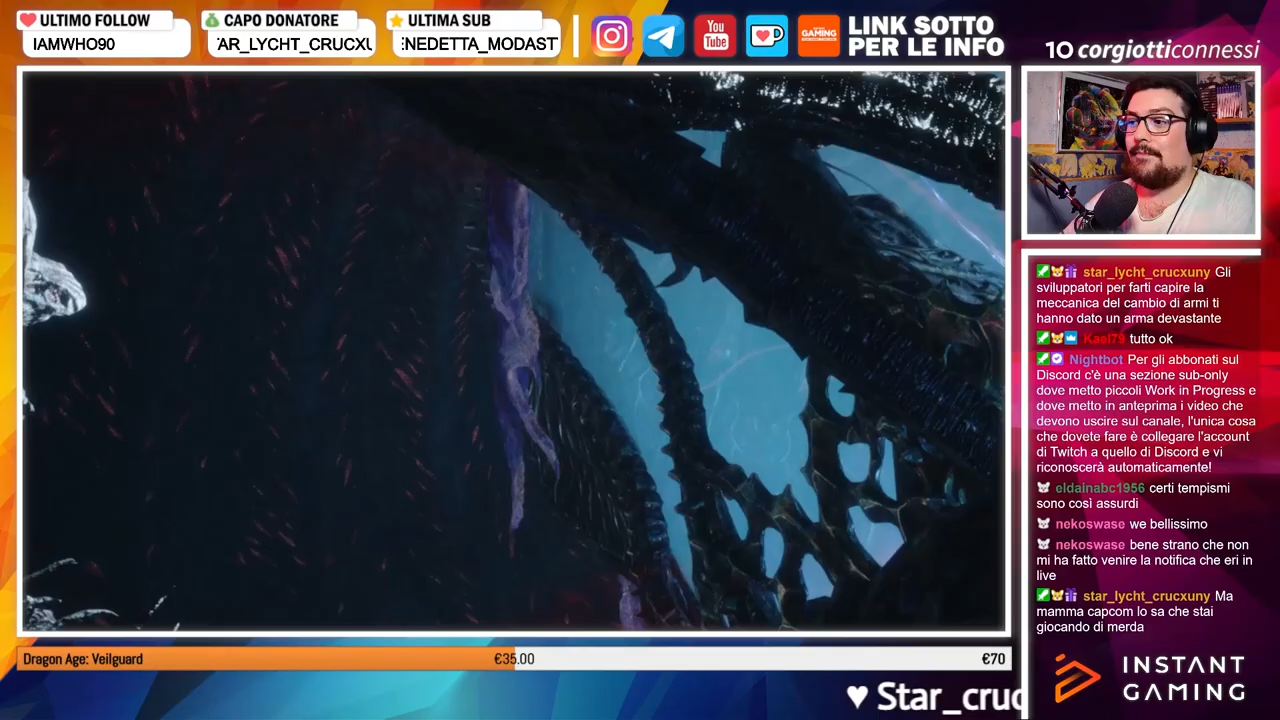 ULTIMO FOLLOW
IAMWHO90
CAPO DONATORE
AR_LYCHT_CRUCXU
ULTIMA SUB
ENEDETTA_MODAST
You
Tube
INSTANT
GAMING
LINK SOTTO
PER LE INFO
10 corgiotticonnessi
star_lycht_crucxuny Gli
sviluppatori per farti capire la
meccanica del cambio di armi ti
hanno dato un arma devastante
Kael79 tutto ok
Nightbot Per gli abbonati sul
Discord c'è una sezione sub-only
dove metto piccoli Work in Progress e
dove metto in anteprima i video che
devono uscire sul canale, l'unica cosa
che dovete fare è collegare l'account
di Twitch a quello di Discord e vi
riconoscerà automaticamente!
eldainabc1956 certi tempismi
sono così assurdi
nekoswase we bellissimo
nekoswase bene strano che non
mi ha fatto venire la notifica che eri in
live
star_lycht_crucxuny Ma
mamma capcom lo sa che stai
giocando di merda
Dragon Age: Veilguard €35.00 €70
♥ Star_cruc
INSTANT
GAMING